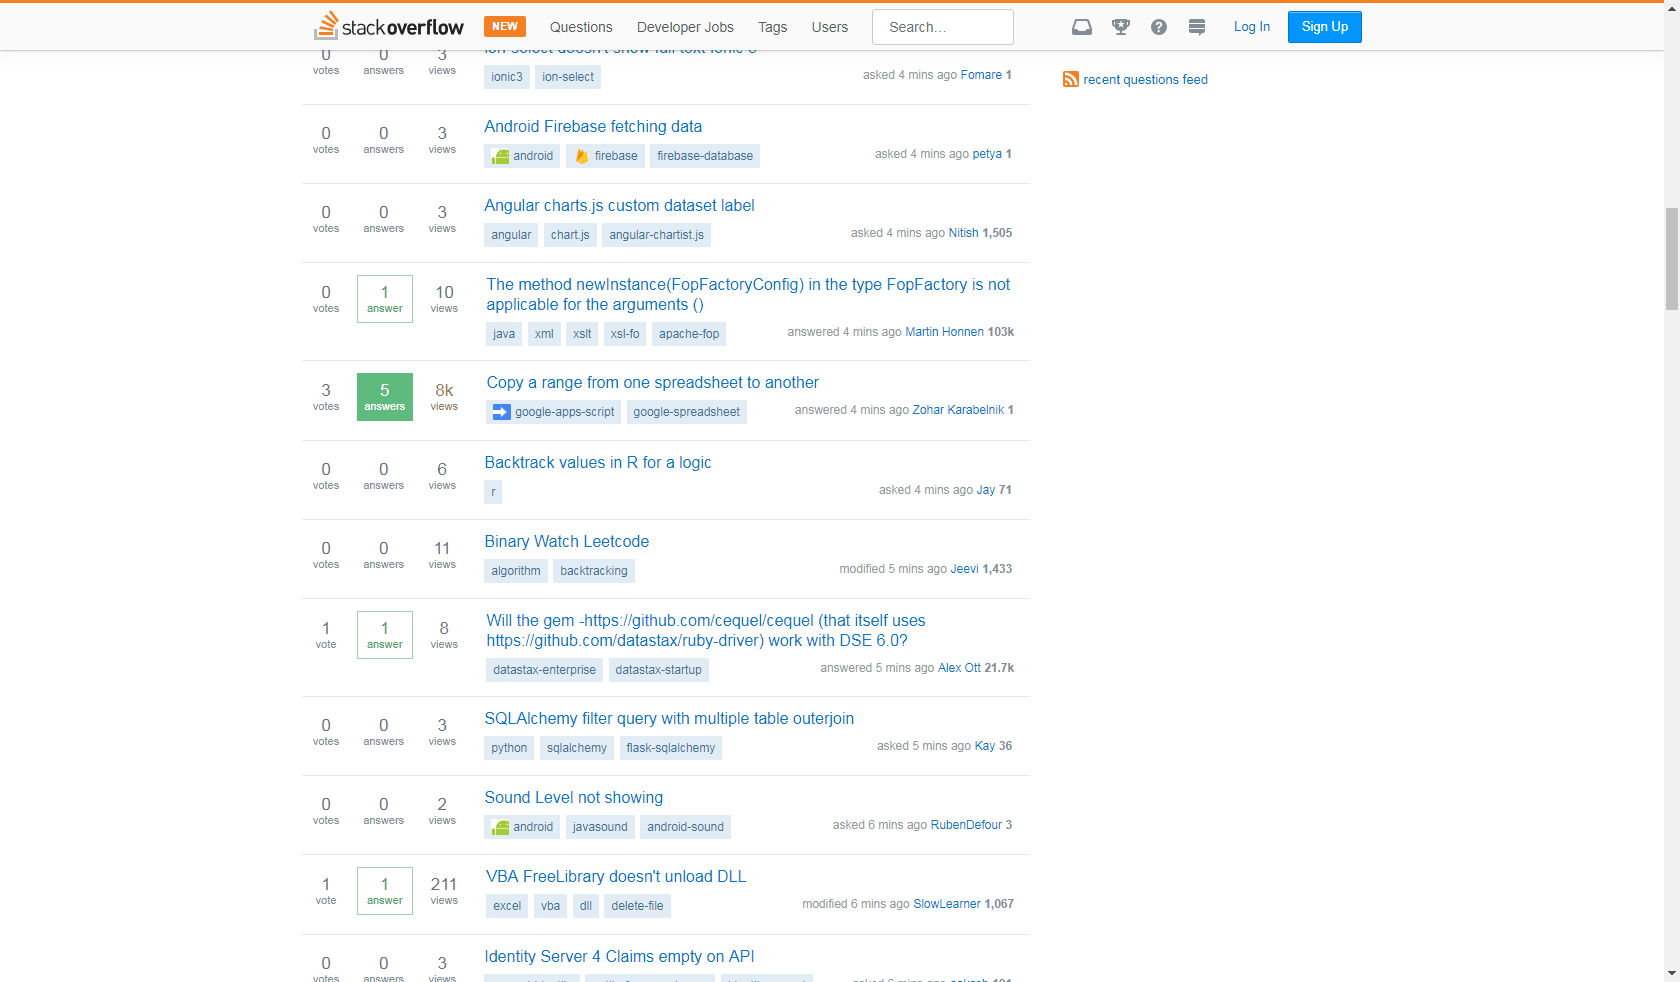 stackoverflow NEW Questions Developer Jobs Tags Users Search... Log In Sign Up
0 0 3 ion-select doesn't show full text ionic 3
votes answers views ionic3 ion-select asked 4 mins ago Fomare 1
recent questions feed
0 0 3 Android Firebase fetching data
votes answers views android firebase firebase-database asked 4 mins ago petya 1
0 0 3 Angular charts.js custom dataset label
votes answers views angular chart.js angular-chartist.js asked 4 mins ago Nitish 1,505
0 1 10 The method newInstance(FopFactoryConfig) in the type FopFactory is not
votes answer views applicable for the arguments ()
java xml xslt xsl-fo apache-fop answered 4 mins ago Martin Honnen 103k
3 5 8k Copy a range from one spreadsheet to another
votes answers views google-apps-script google-spreadsheet answered 4 mins ago Zohar Karabelnik 1
0 0 6 Backtrack values in R for a logic
votes answers views r asked 4 mins ago Jay 71
0 0 11 Binary Watch Leetcode
votes answers views algorithm backtracking modified 5 mins ago Jeevi 1,433
1 1 8 Will the gem -https://github.com/cequel/cequel (that itself uses
vote answer views https://github.com/datastax/ruby-driver) work with DSE 6.0?
datastax-enterprise datastax-startup answered 5 mins ago Alex Ott 21.7k
0 0 3 SQLAlchemy filter query with multiple table outerjoin
votes answers views python sqlalchemy flask-sqlalchemy asked 5 mins ago Kay 36
0 0 2 Sound Level not showing
votes answers views android javasound android-sound asked 6 mins ago RubenDefour 3
1 1 211 VBA FreeLibrary doesn't unload DLL
vote answer views excel vba dll delete-file modified 6 mins ago SlowLearner 1,067
0 0 3 Identity Server 4 Claims empty on API
votes answers views